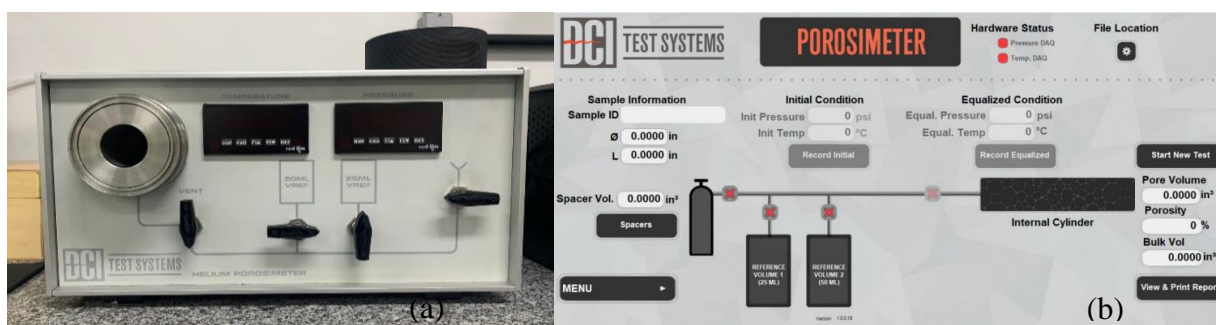 TEMPERATURE
PRESSURE
VENT
50ML
VREF
25ML
VREF
DCI TEST SYSTEMS
HELIUM POROSIMETER
(a)
DCI TEST SYSTEMS
POROSIMETER
Hardware Status
Pressure DAQ
Temp. DAQ
File Location
Sample Information
Sample ID
Ø 0.0000 in
L 0.0000 in
Initial Condition
Init Pressure 0 psi
Init Temp 0 °C
Record Initial
Equalized Condition
Equal. Pressure 0 psi
Equal. Temp 0 °C
Record Equalized
Start New Test
Spacer Vol. 0.0000 in³
Spacers
Internal Cylinder
Pore Volume
0.0000 in³
Porosity
0 %
Bulk Vol
0.0000 in³
REFERENCE
VOLUME 1
(25 ML)
REFERENCE
VOLUME 2
(50 ML)
MENU
View & Print Report
(b)